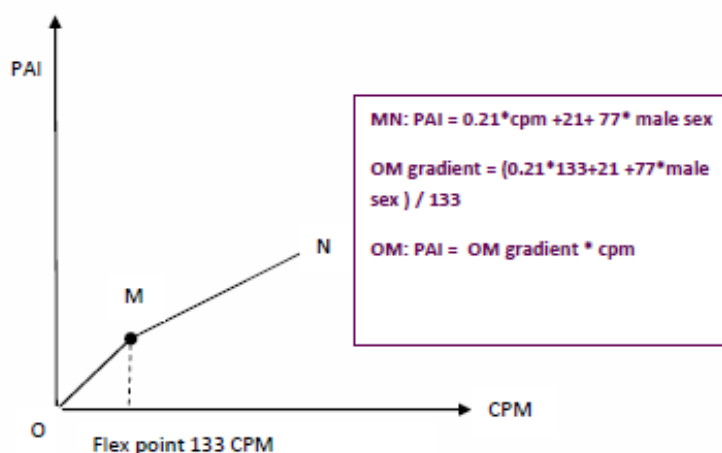 PAI
MN: PAI = 0.21*cpm +21+ 77* male sex
OM gradient = (0.21*133+21 +77*male
sex ) / 133
OM: PAI = OM gradient * cpm
N
M
CPM
O
Flex point 133 CPM